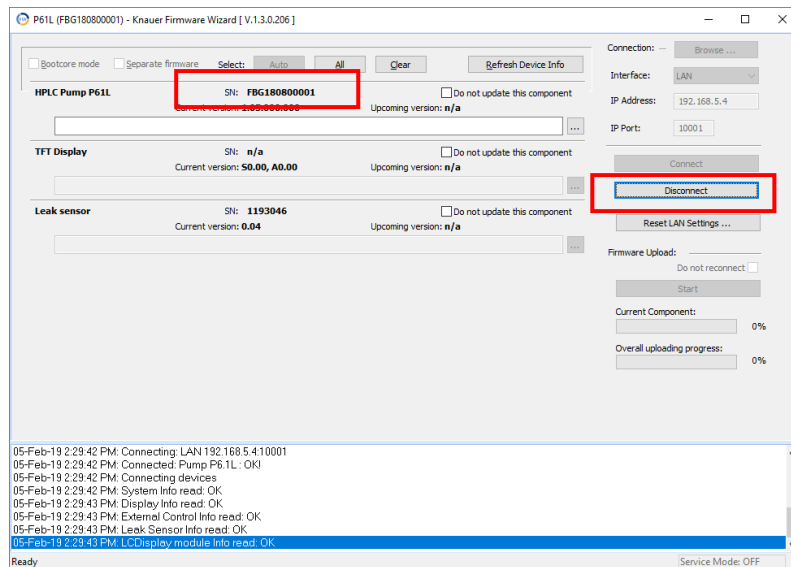 P61L (FBG180800001) - Knauer Firmware Wizard [ V.1.3.0.206 ]
Bootcore mode Separate firmware Select: Auto All Clear Refresh Device Info
HPLC Pump P61L SN: FBG180800001 Do not update this component
Current version: 1.05.000.000 Upcoming version: n/a
...
TFT Display SN: n/a Do not update this component
Current version: S0.00, A0.00 Upcoming version: n/a
...
Leak sensor SN: 1193046 Do not update this component
Current version: 0.04 Upcoming version: n/a
...
Connection: Browse ...
Interface: LAN
IP Address: 192.168.5.4
IP Port: 10001
Connect
Disconnect
Reset LAN Settings ...
Firmware Upload:
Do not reconnect
Start
Current Component:
0%
Overall uploading progress:
0%
05-Feb-19 2:29:42 PM: Connecting: LAN 192.168.5.4:10001
05-Feb-19 2:29:42 PM: Connected: Pump P6.1L : OK!
05-Feb-19 2:29:42 PM: Connecting devices
05-Feb-19 2:29:42 PM: System Info read: OK
05-Feb-19 2:29:43 PM: Display Info read: OK
05-Feb-19 2:29:43 PM: External Control Info read: OK
05-Feb-19 2:29:43 PM: Leak Sensor Info read: OK
05-Feb-19 2:29:43 PM: LCDisplay module Info read: OK
Ready Service Mode: OFF